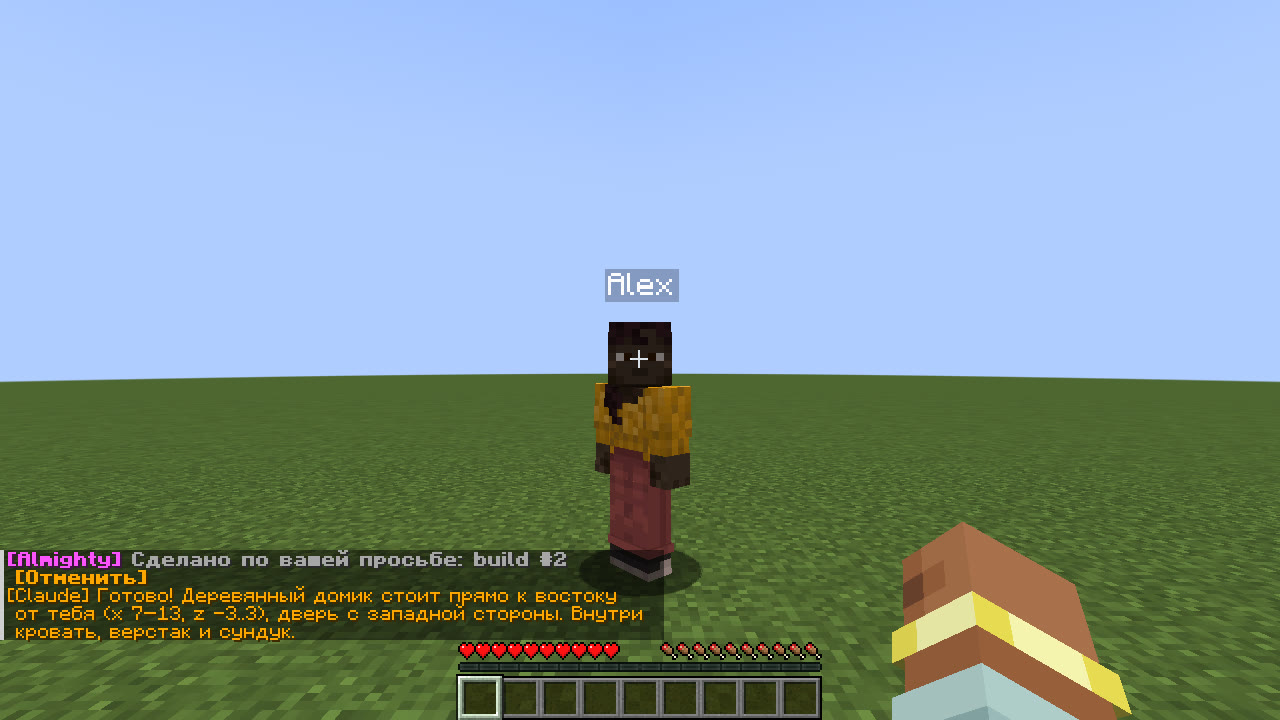 Alex
[Almighty] Сделано по вашей просьбе: build #2
[Отменить]
[Claude] Готово! Деревянный домик стоит прямо к востоку
от тебя (x 7–13, z -3..3), дверь с западной стороны. Внутри
кровать, верстак и сундук.